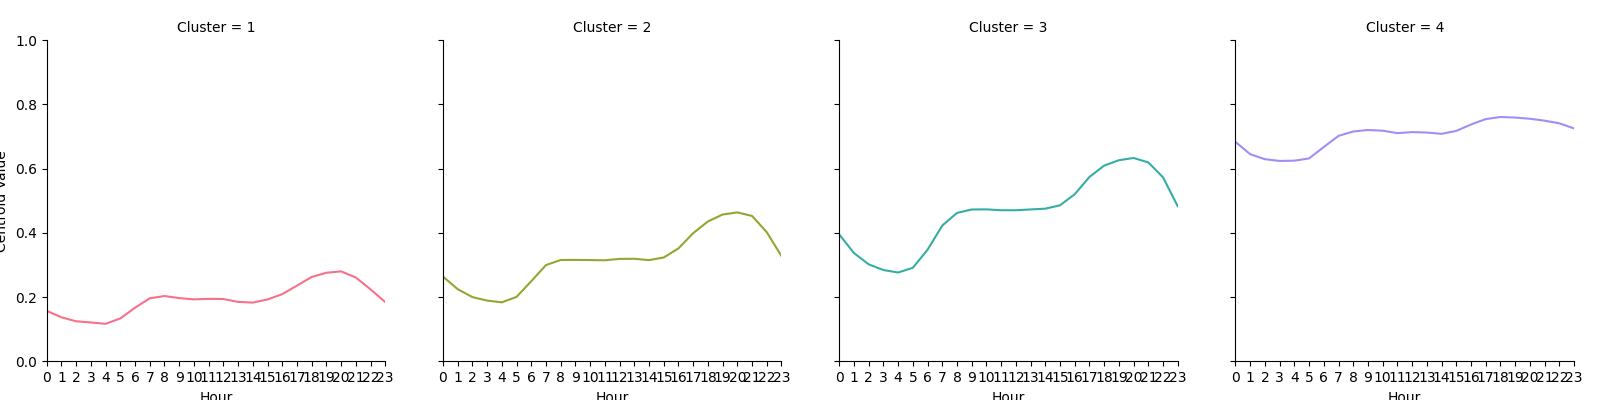 Cluster = 1
Cluster = 2
Cluster = 3
Cluster = 4
1.0
0.8
0.6
0.4
0.2
0.0
Centroid Value
0 1 2 3 4 5 6 7 8 9 10 11 12 13 14 15 16 17 18 19 20 21 22 23
0 1 2 3 4 5 6 7 8 9 10 11 12 13 14 15 16 17 18 19 20 21 22 23
0 1 2 3 4 5 6 7 8 9 10 11 12 13 14 15 16 17 18 19 20 21 22 23
0 1 2 3 4 5 6 7 8 9 10 11 12 13 14 15 16 17 18 19 20 21 22 23
Hour
Hour
Hour
Hour